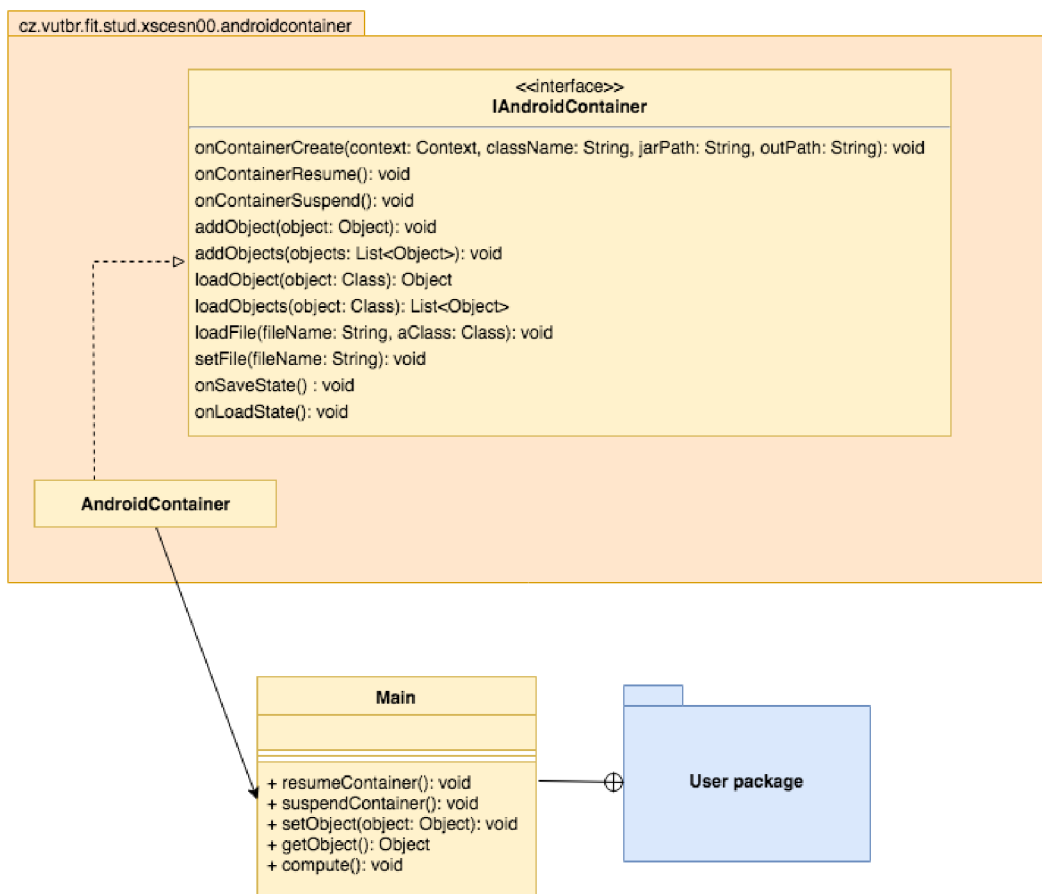 cz.vutbr.fit.stud.xscesn00.androidcontainer
<<interface>>
IAndroidContainer
onContainerCreate(context: Context, className: String, jarPath: String, outPath: String): void
onContainerResume(): void
onContainerSuspend(): void
addObject(object: Object): void
addObjects(objects: List<Object>): void
loadObject(object: Class): Object
loadObjects(object: Class): List<Object>
loadFile(fileName: String, aClass: Class): void
setFile(fileName: String): void
onSaveState() : void
onLoadState(): void
AndroidContainer
Main
+ resumeContainer(): void
+ suspendContainer(): void
+ setObject(object: Object): void
+ getObject(): Object
+ compute(): void
User package